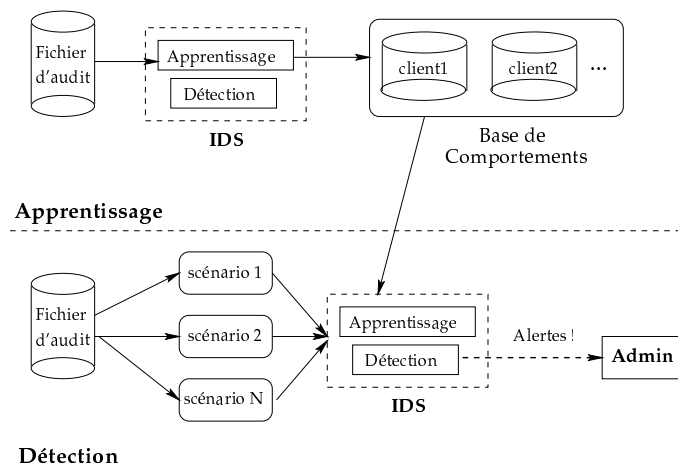 Fichier
d'audit
Apprentissage
Détection
IDS
client1
client2
...
Base de
Comportements
Apprentissage
Fichier
d'audit
scénario 1
scénario 2
scénario N
Apprentissage
Détection
IDS
Alertes !
Admin
Détection